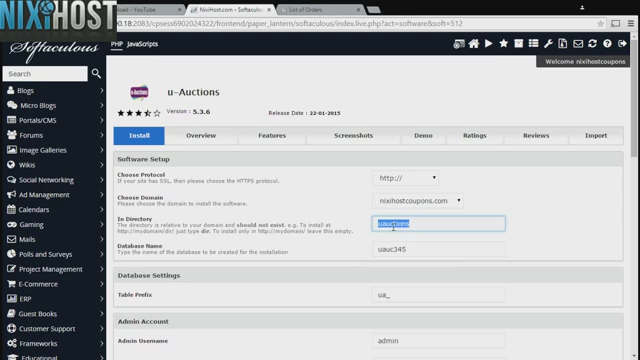 NIXIHOST
load - YouTube
NixiHost.com - Softaculous
List of Orders
00.18:2083/cpsess6902024322/frontend/paper_lantern/softaculous/index.live.php?act=software&soft=512
Softaculous
PHP JavaScripts
Welcome nixihostcoupons
Search
Blogs
Micro Blogs
Portals/CMS
Forums
Image Galleries
Wikis
Social Networking
Ad Management
Calendars
Gaming
Mails
Polls and Surveys
Project Management
E-Commerce
ERP
Guest Books
Customer Support
Frameworks
Educational
u-Auctions
u-Auctions
Version : 5.3.6
Release Date : 22-01-2015
Install Overview Features Screenshots Demo Ratings Reviews Import
Software Setup
Choose Protocol
If your site has SSL, then please choose the HTTPS protocol.
http://
Choose Domain
Please choose the domain to install the software.
nixihostcoupons.com
In Directory
The directory is relative to your domain and should not exist. e.g. To install at
http://mydomain/dir/ just type dir. To install only in http://mydomain/ leave this empty.
uauctions
Database Name
Type the name of the database to be created for the installation
uauc345
Database Settings
Table Prefix
ua_
Admin Account
Admin Username
admin